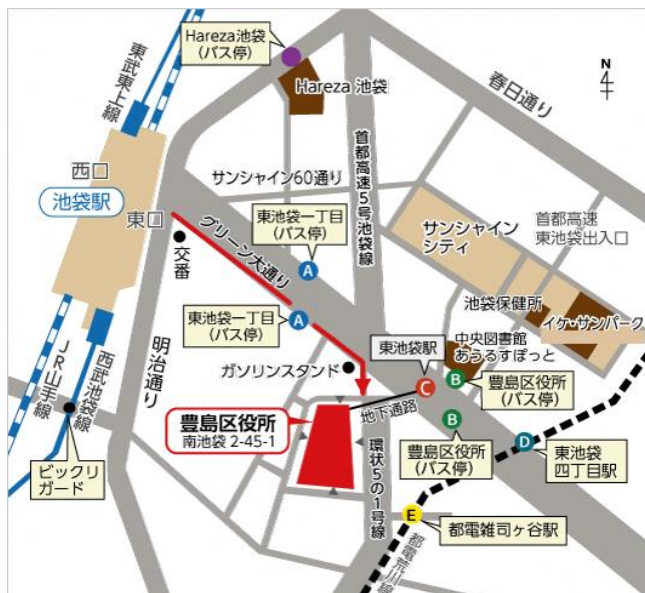 Hareza池袋
(バス停)
Hareza 池袋
N
4
春日通り
東武東上線
西口
池袋駅
東口
交番
サンシャイン60通り
首都高速5号池袋線
東池袋一丁目
(バス停)
A
グリーン大通り
サンシャイン
シティ
首都高速
東池袋出入口
池袋保健所
イケ・サンパーク
東池袋一丁目
(バス停)
A
明治通り
ガソリンスタンド
東池袋駅
C
中央図書館
あうるすぽっと
B
豊島区役所
(バス停)
JR山手線
西武池袋線
豊島区役所
南池袋 2-45-1
地下通路
B
豊島区役所
(バス停)
D
東池袋
四丁目駅
ビックリ
ガード
環状5の1号線
E
都電雑司ヶ谷駅
都電荒川線